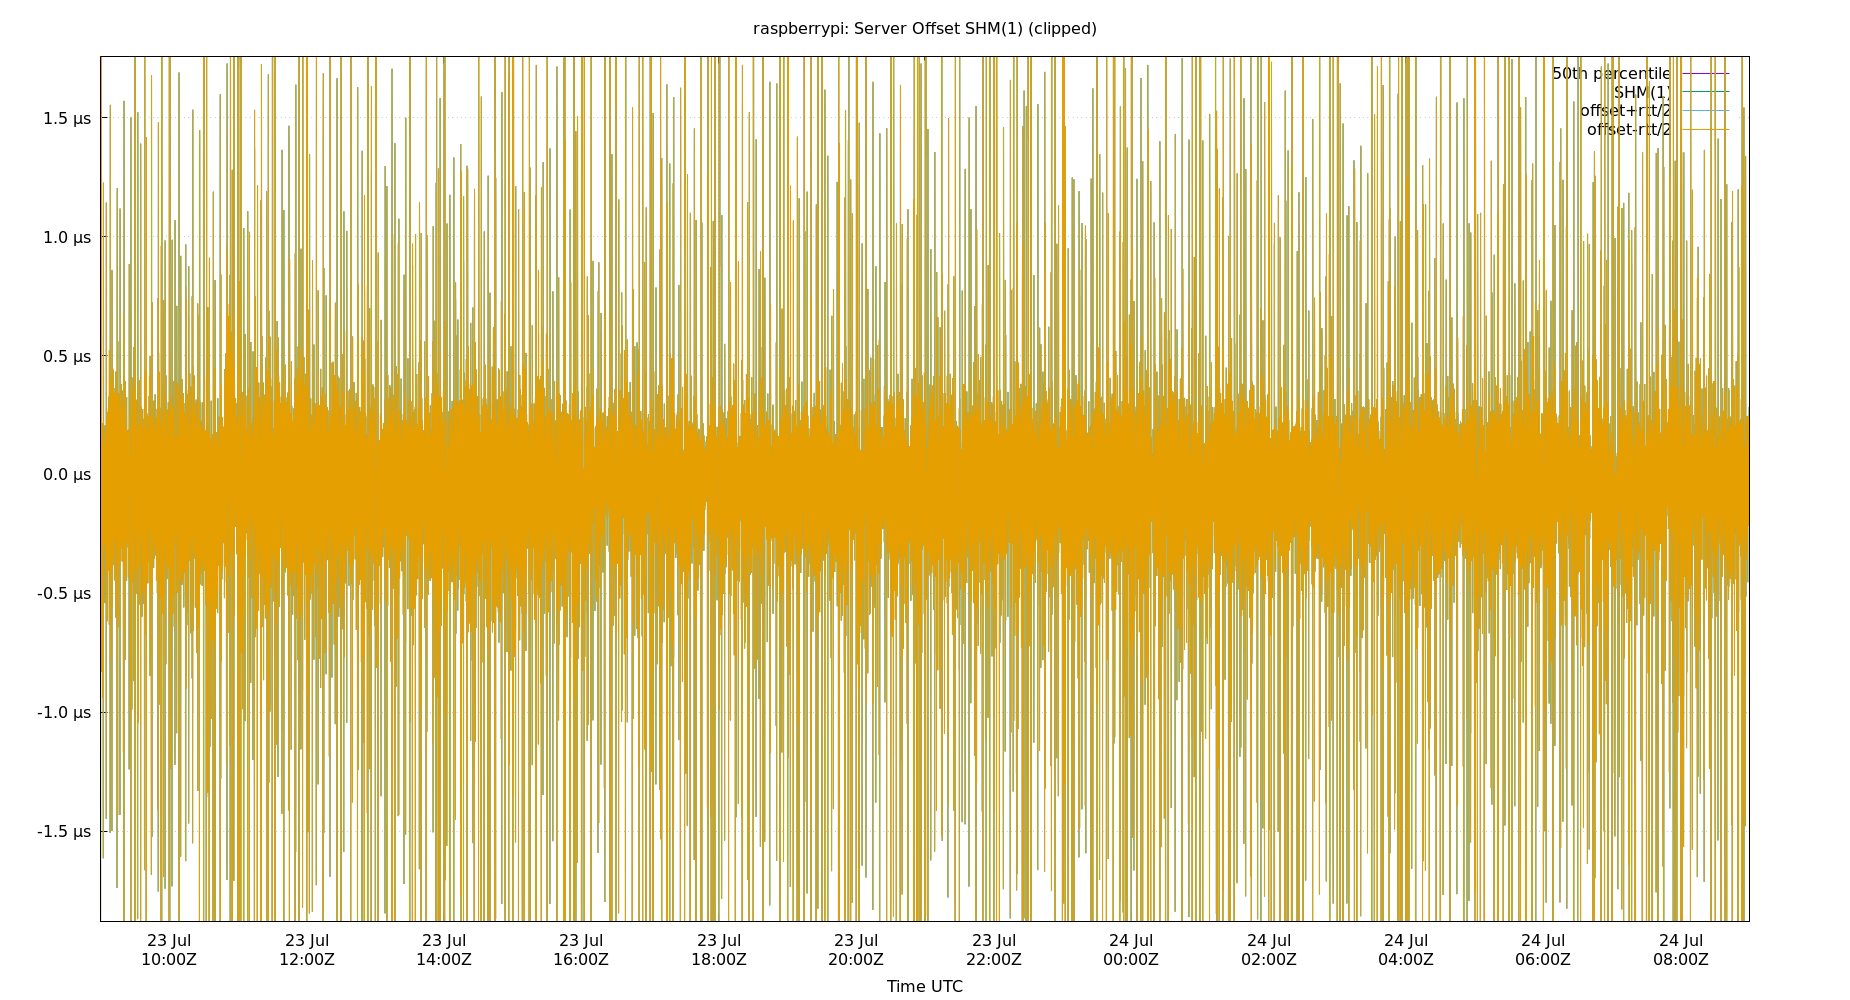 raspberrypi: Server Offset SHM(1) (clipped)
50th percentile
SHM(1)
offset+rtt/2
offset-rtt/2
1.5 µs
1.0 µs
0.5 µs
0.0 µs
-0.5 µs
-1.0 µs
-1.5 µs
23 Jul 23 Jul 23 Jul 23 Jul 23 Jul 23 Jul 23 Jul 24 Jul 24 Jul 24 Jul 24 Jul 24 Jul
10:00Z 12:00Z 14:00Z 16:00Z 18:00Z 20:00Z 22:00Z 00:00Z 02:00Z 04:00Z 06:00Z 08:00Z
Time UTC